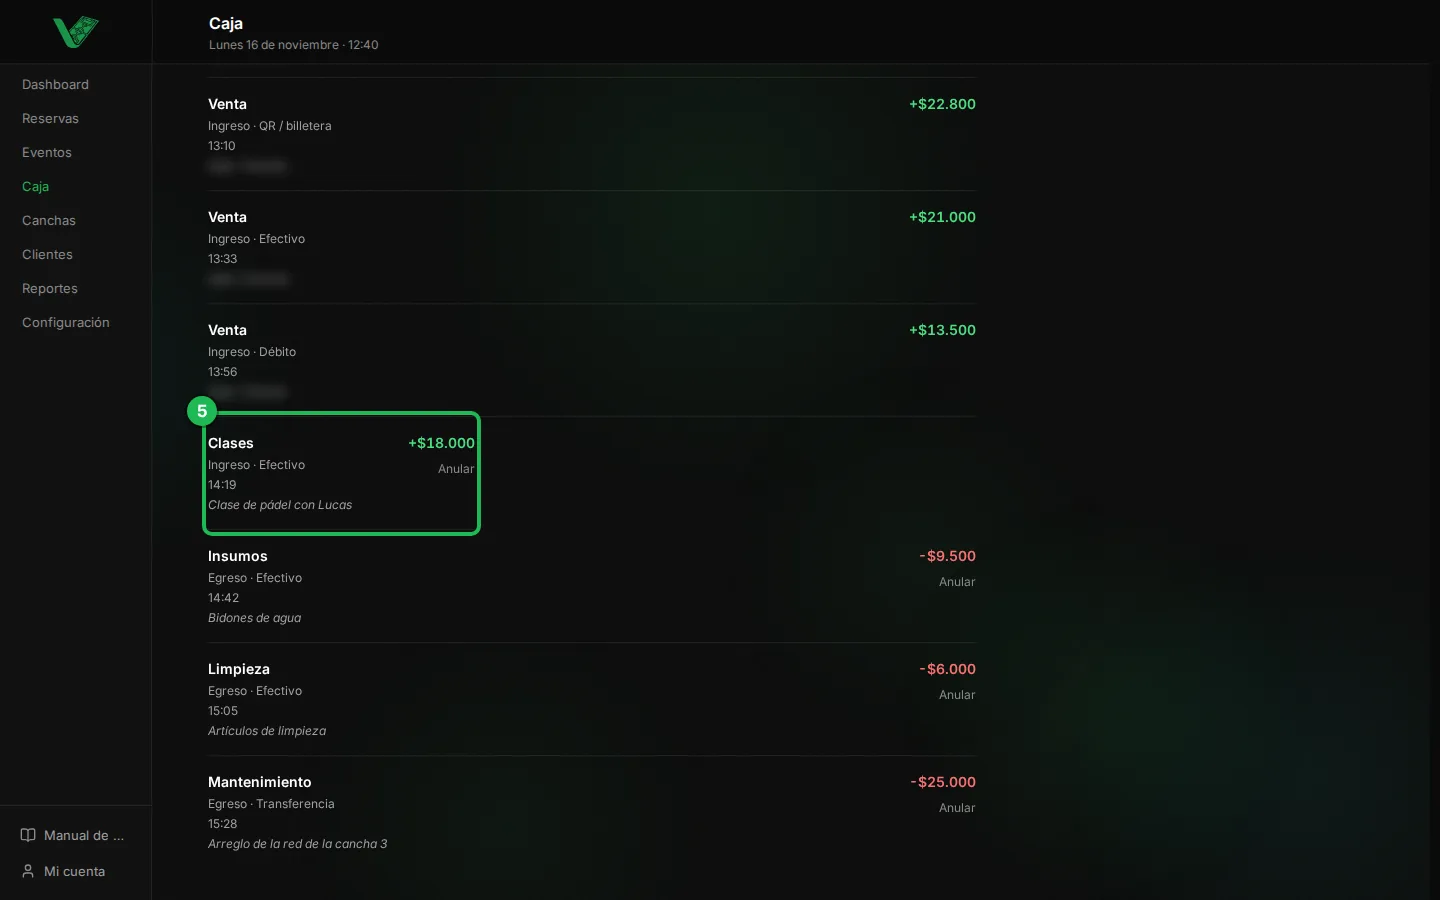 Caja
Lunes 16 de noviembre · 12:40
Dashboard
Reservas
Eventos
Caja
Canchas
Clientes
Reportes
Configuración
Manual de ...
Mi cuenta
Venta +$22.800
Ingreso · QR / billetera
13:10
Venta +$21.000
Ingreso · Efectivo
13:33
Venta +$13.500
Ingreso · Débito
13:56
5
Clases +$18.000
Ingreso · Efectivo Anular
14:19
Clase de pádel con Lucas
Insumos -$9.500
Egreso · Efectivo Anular
14:42
Bidones de agua
Limpieza -$6.000
Egreso · Efectivo Anular
15:05
Artículos de limpieza
Mantenimiento -$25.000
Egreso · Transferencia Anular
15:28
Arreglo de la red de la cancha 3